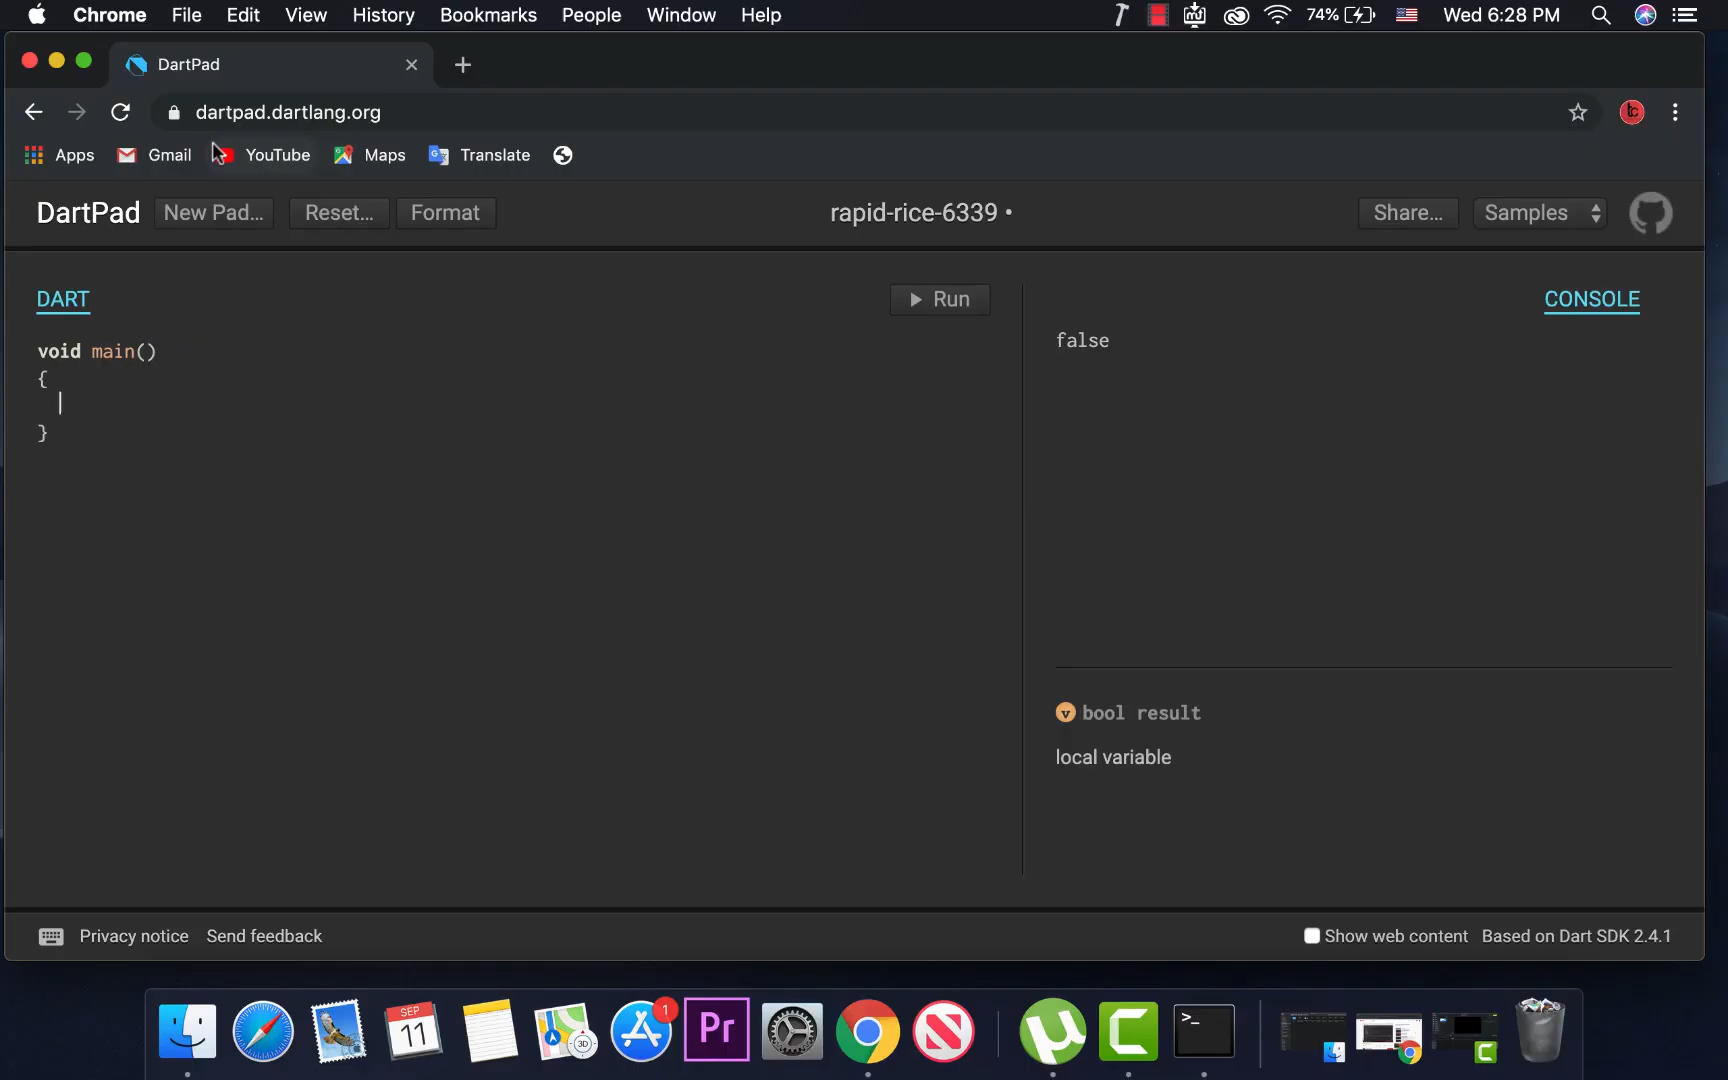 Chrome File Edit View History Bookmarks People Window Help 74% Wed 6:28 PM
DartPad
dartpad.dartlang.org
Apps Gmail YouTube Maps Translate
DartPad New Pad... Reset... Format rapid-rice-6339 • Share... Samples
DART Run CONSOLE
void main()
{
}
false
v bool result
local variable
Privacy notice Send feedback Show web content Based on Dart SDK 2.4.1
SEP
11
3D
1
Pr
>_